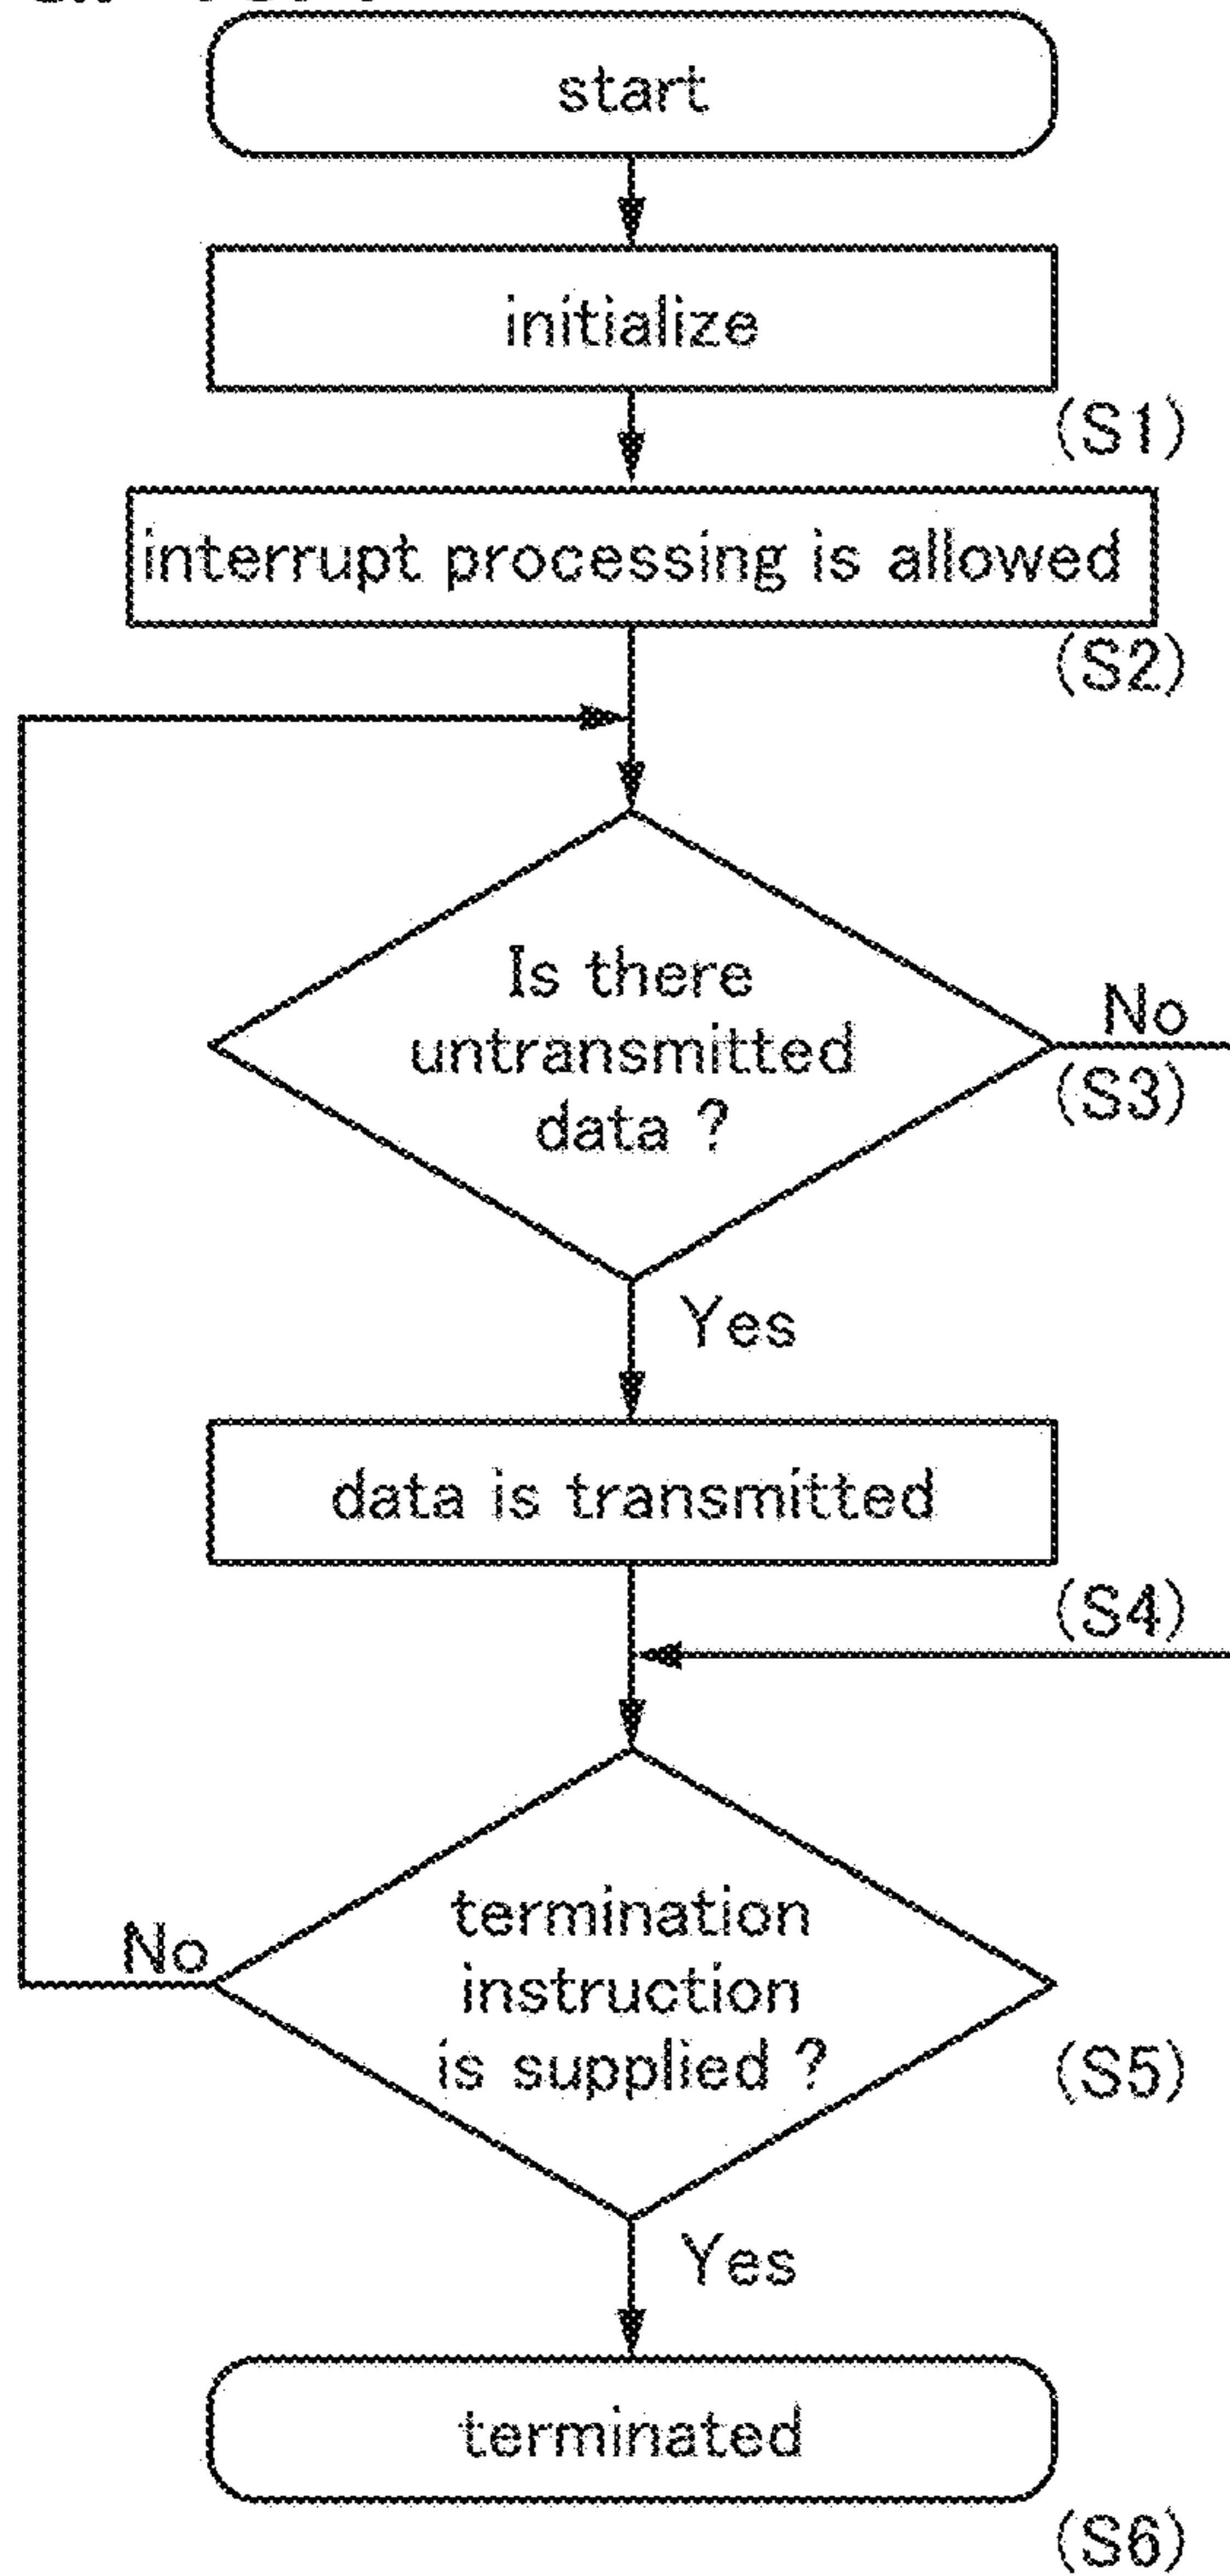 start
initialize
(S1)
interrupt processing is allowed
(S2)
Is there
untransmitted
data ?
No
(S3)
Yes
data is transmitted
(S4)
termination
instruction
is supplied ?
No
(S5)
Yes
terminated
(S6)